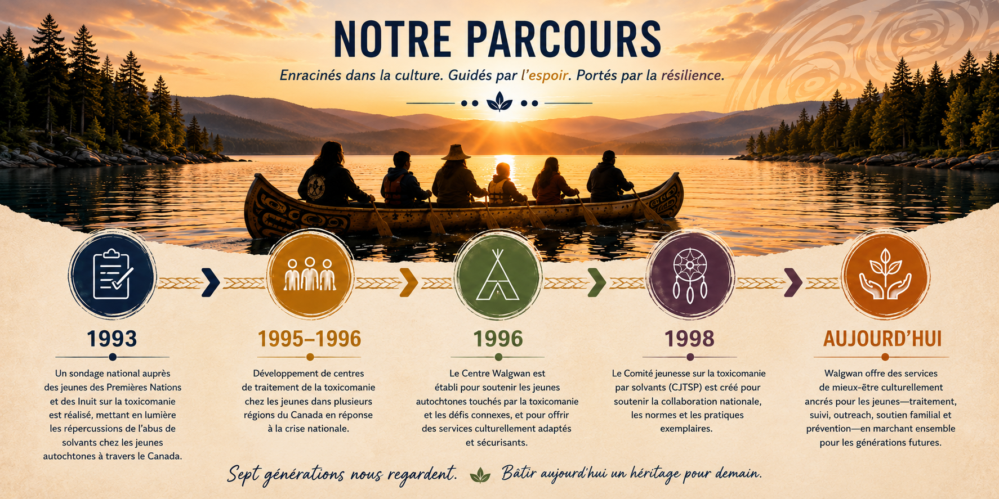 NOTRE PARCOURS
Enracinés dans la culture. Guidés par l'espoir. Portés par la résilience.
1993
Un sondage national auprès
des jeunes des Premières Nations
et des Inuit sur la toxicomanie
est réalisé, mettant en lumière
les répercussions de l'abus de
solvants chez les jeunes
autochtones à travers le Canada.
1995–1996
Développement de centres
de traitement de la toxicomanie
chez les jeunes dans plusieurs
régions du Canada en réponse
à la crise nationale.
1996
Le Centre Walgwan est
établi pour soutenir les jeunes
autochtones touchés par la toxicomanie
et les défis connexes, et pour offrir
des services culturellement adaptés
et sécurisants.
1998
Le Comité jeunesse sur la toxicomanie
par solvants (CJTSP) est créé pour
soutenir la collaboration nationale,
les normes et les pratiques
exemplaires.
AUJOURD'HUI
Walgwan offre des services
de mieux-être culturellement
ancrés pour les jeunes—traitement,
suivi, outreach, soutien familial et
prévention—en marchant ensemble
pour les générations futures.
Sept générations nous regardent.
Bâtir aujourd'hui un héritage pour demain.